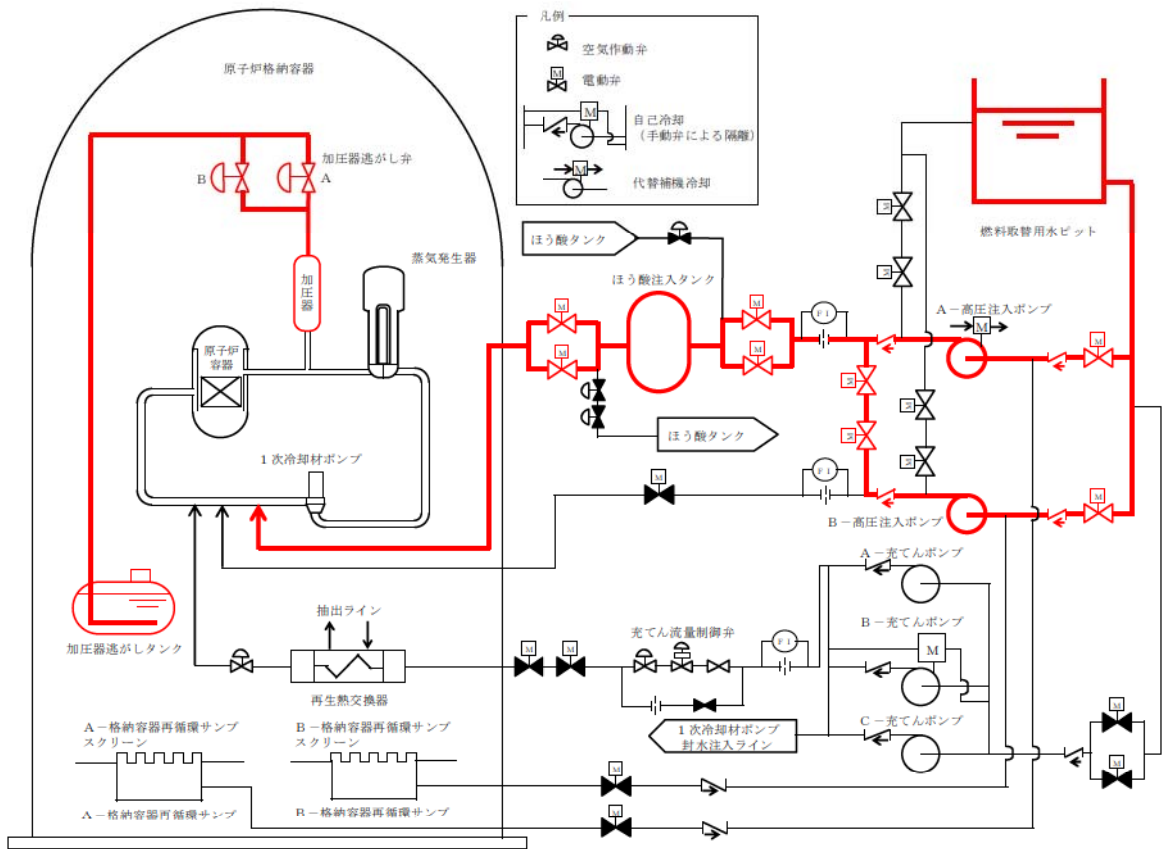 凡例
空気作動弁
M
電動弁
M
自己冷却
(手動弁による隔離)
M
代替補機冷却
原子炉格納容器
加圧器逃がし弁
B
A
蒸気発生器
加圧器
原子炉
容器
1次冷却材ポンプ
加圧器逃がしタンク
ほう酸タンク
ほう酸注入タンク
M
M
M
M
FI
ほう酸タンク
M
M
M
M
M
M
燃料取替用水ピット
A-高圧注入ポンプ
M
M
M
FI
B-高圧注入ポンプ
M
A-充てんポンプ
抽出ライン
充てん流量制御弁
FI
B-充てんポンプ
M
M
M
再生熱交換器
C-充てんポンプ
1次冷却材ポンプ
封水注入ライン
M
M
A-格納容器再循環サンプ
スクリーン
B-格納容器再循環サンプ
スクリーン
M
A-格納容器再循環サンプ
B-格納容器再循環サンプ
M